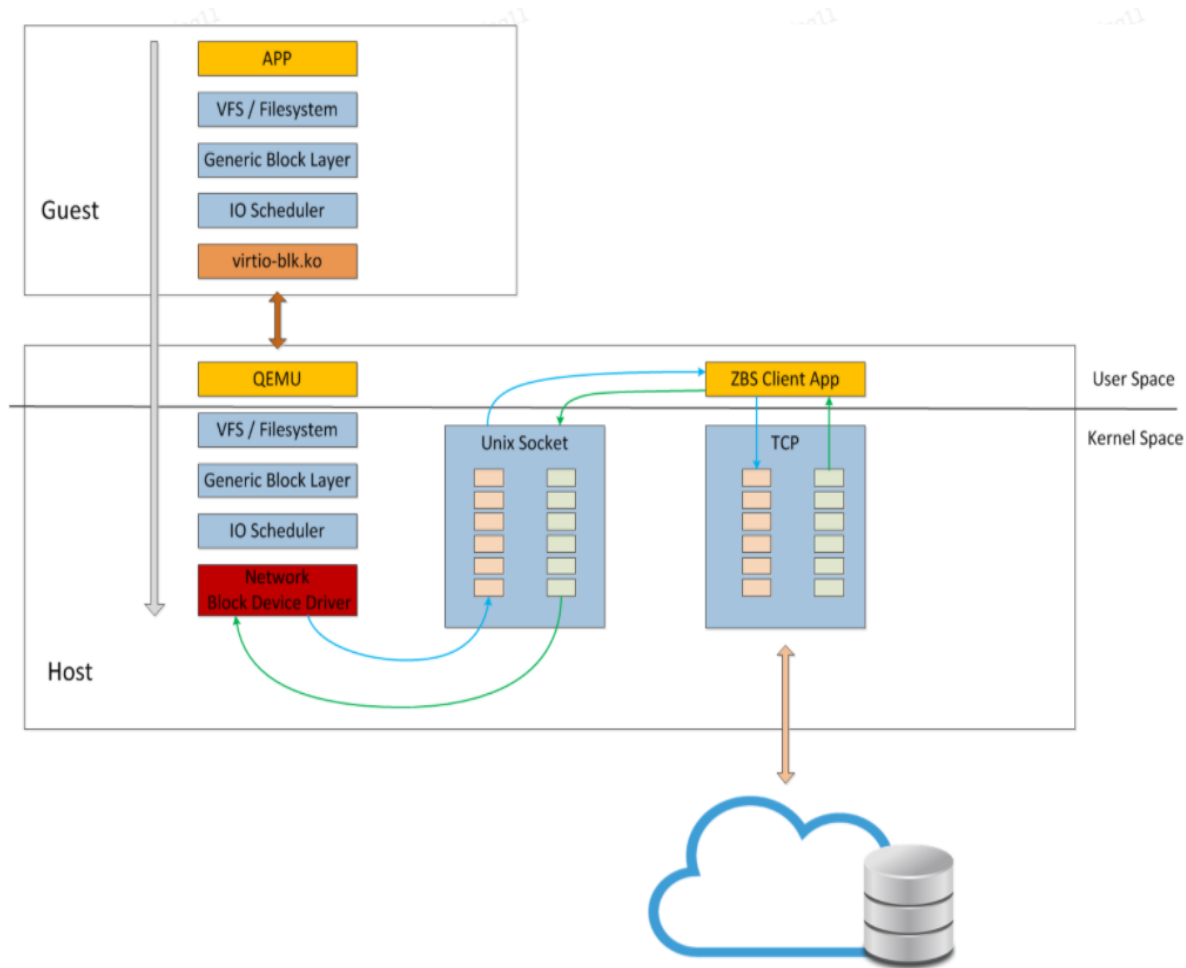 APP
VFS / Filesystem
Generic Block Layer
Guest
IO Scheduler
virtio-blk.ko
QEMU
ZBS Client App
User Space
VFS / Filesystem
Unix Socket
TCP
Kernel Space
Generic Block Layer
IO Scheduler
Network
Block Device Driver
Host